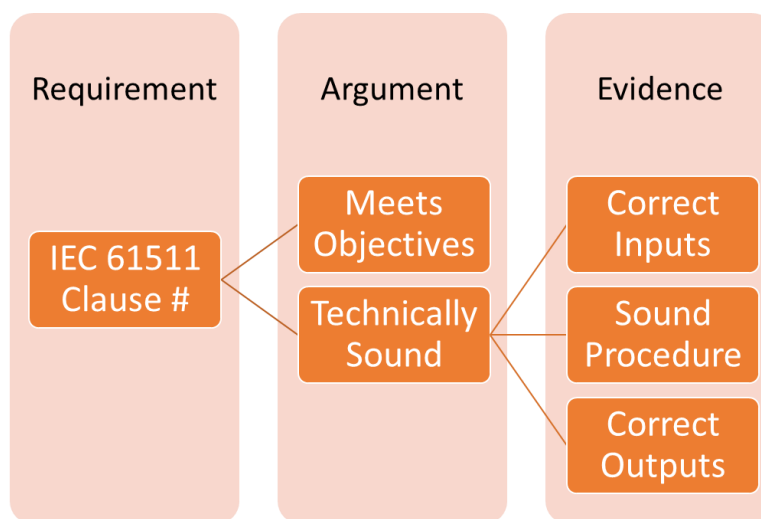 Requirement
Argument
Evidence
IEC 61511
Clause #
Meets
Objectives
Technically
Sound
Correct
Inputs
Sound
Procedure
Correct
Outputs